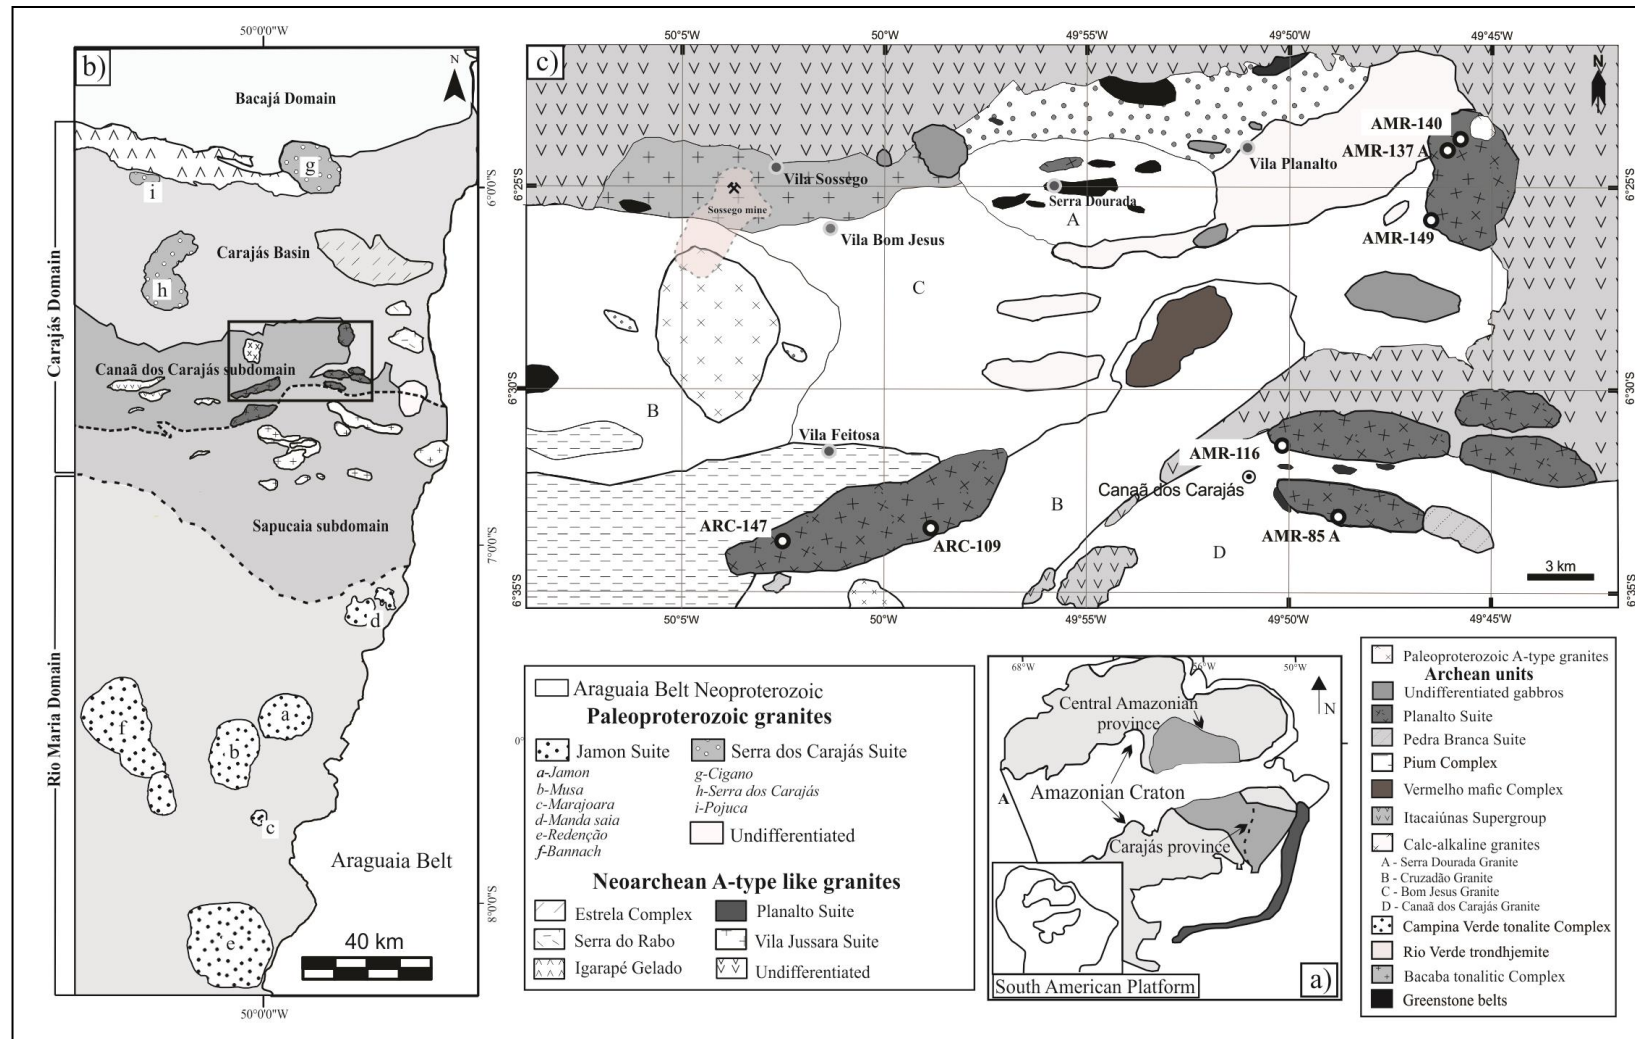 50°0'0"W
b)
N
Bacajá Domain
g
i
6°0'0"S
Carajás Basin
h
Carajás Domain
Canaã dos Carajás subdomain
Sapucaia subdomain
7°0'0"S
d
Rio Maria Domain
f
a
b
c
Araguaia Belt
8°0'0"S
e
40 km
50°0'0"W
50°5'W
50°W
49°55'W
49°50'W
49°45'W
c)
N
AMR-140
AMR-137 A
Vila Planalto
Vila Sossego
6°25'S
6°25'S
Serra Dourada
Sossego mine
A
AMR-149
Vila Bom Jesus
C
6°30'S
6°30'S
B
Vila Feitosa
AMR-116
Canaã dos Carajás
B
ARC-147
ARC-109
AMR-85 A
D
3 km
6°35'S
6°35'S
50°5'W
50°W
49°55'W
49°50'W
49°45'W
Araguaia Belt Neoproterozoic
Paleoproterozoic granites
Jamon Suite
Serra dos Carajás Suite
a-Jamon
b-Musa
c-Marajoara
d-Manda saia
e-Redenção
f-Bannach
g-Cigano
h-Serra dos Carajás
i-Pojuca
Undifferentiated
Neoarchean A-type like granites
Estrela Complex
Planalto Suite
Serra do Rabo
Vila Jussara Suite
Igarapé Gelado
Undifferentiated
68°W
56°W
50°W
N
Central Amazonian
province
0°
Amazonian Craton
A
Carajás province
South American Platform
a)
Paleoproterozoic A-type granites
Archean units
Undifferentiated gabbros
Planalto Suite
Pedra Branca Suite
Pium Complex
Vermelho mafic Complex
Itacaiúnas Supergroup
Calc-alkaline granites
A - Serra Dourada Granite
B - Cruzadão Granite
C - Bom Jesus Granite
D - Canaã dos Carajás Granite
Campina Verde tonalite Complex
Rio Verde trondhjemite
Bacaba tonalitic Complex
Greenstone belts